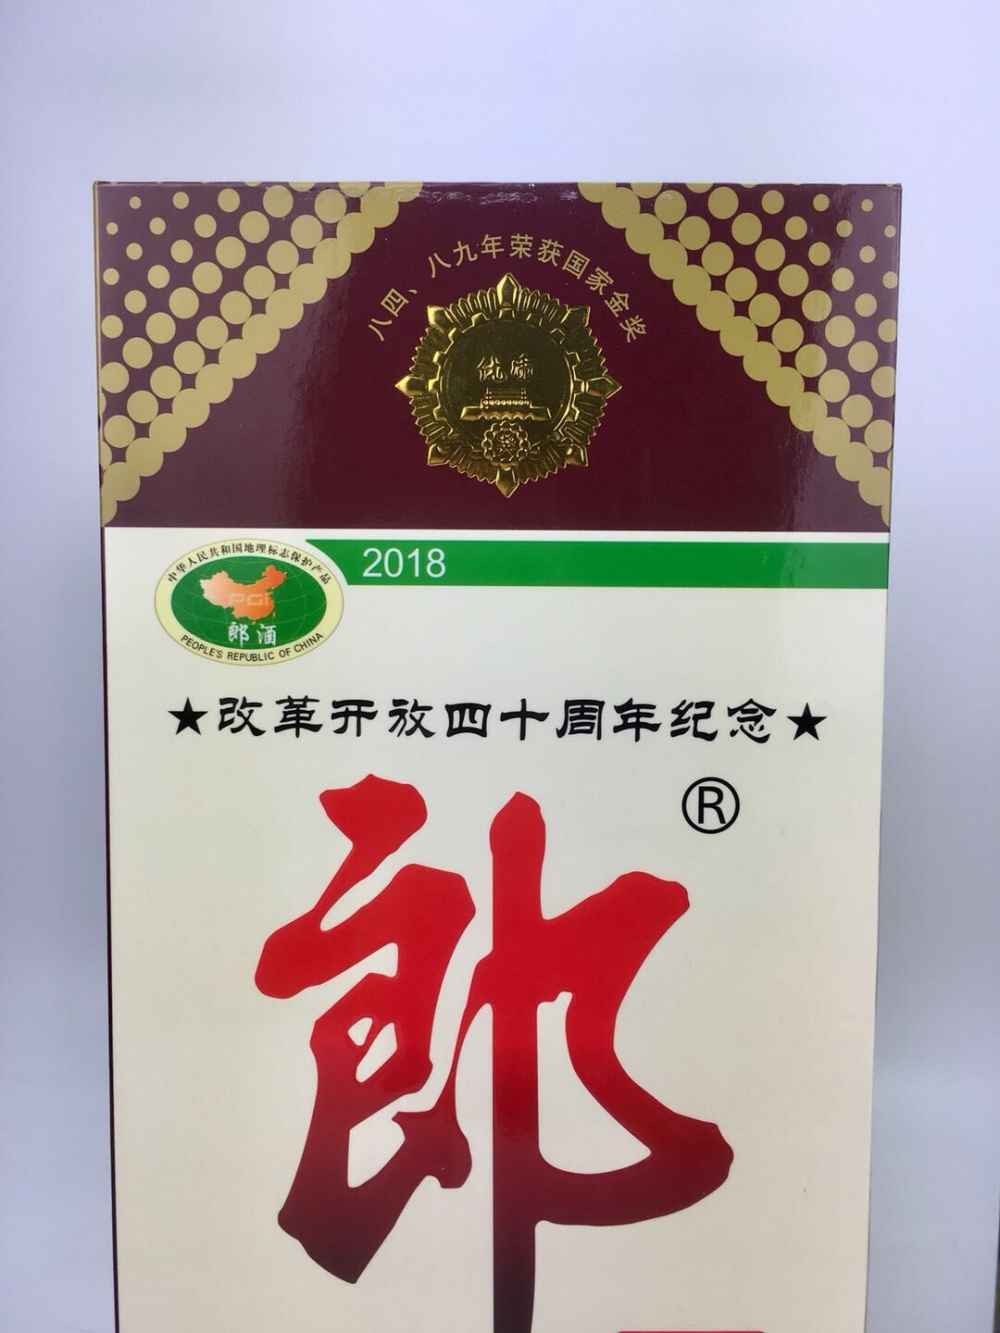 八四、八九年荣获国家金奖
优质
中华人民共和国地理标志保护产品
2018
PGI
郎酒
PEOPLE'S REPUBLIC OF CHINA
★改革开放四十周年纪念★
®
郎